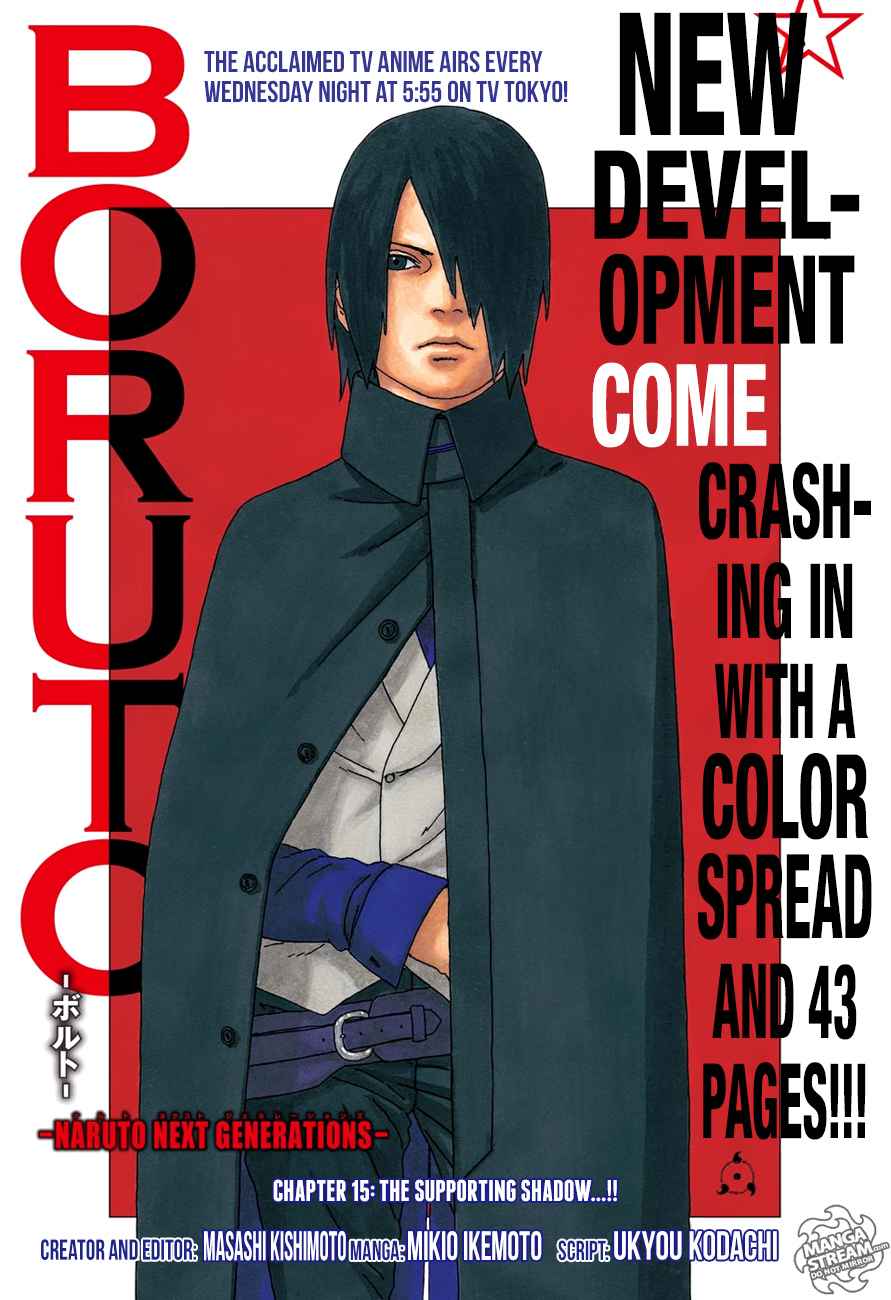 BORUTO
-ボルト-
-NARUTO NEXT GENERATIONS-
THE ACCLAIMED TV ANIME AIRS EVERY
WEDNESDAY NIGHT AT 5:55 ON TV TOKYO!
NEW
DEVEL-
OPMENT
COME
CRASH-
ING IN
WITH A
COLOR
SPREAD
AND 43
PAGES!!!
CHAPTER 15: THE SUPPORTING SHADOW...!!
CREATOR AND EDITOR: MASASHI KISHIMOTO MANGA: MIKIO IKEMOTO SCRIPT: UKYOU KODACHI
MANGA
STREAM.com
DO NOT MIRROR